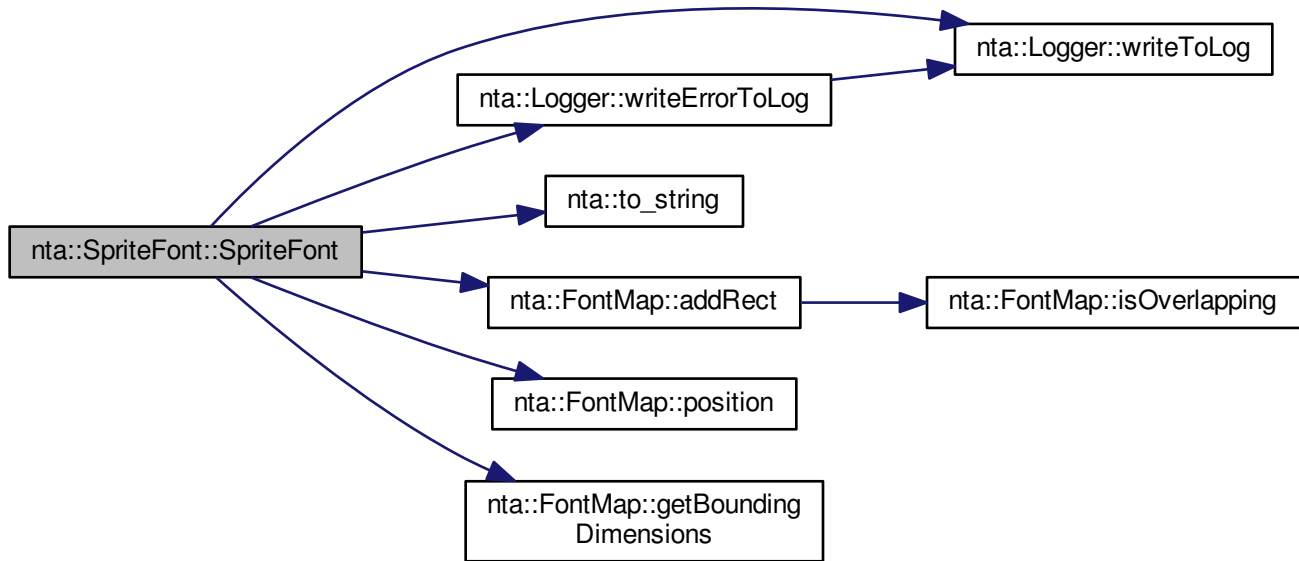 nta::Logger::writeToLog
nta::Logger::writeErrorToLog
nta::to_string
nta::SpriteFont::SpriteFont
nta::FontMap::addRect
nta::FontMap::isOverlapping
nta::FontMap::position
nta::FontMap::getBounding
Dimensions